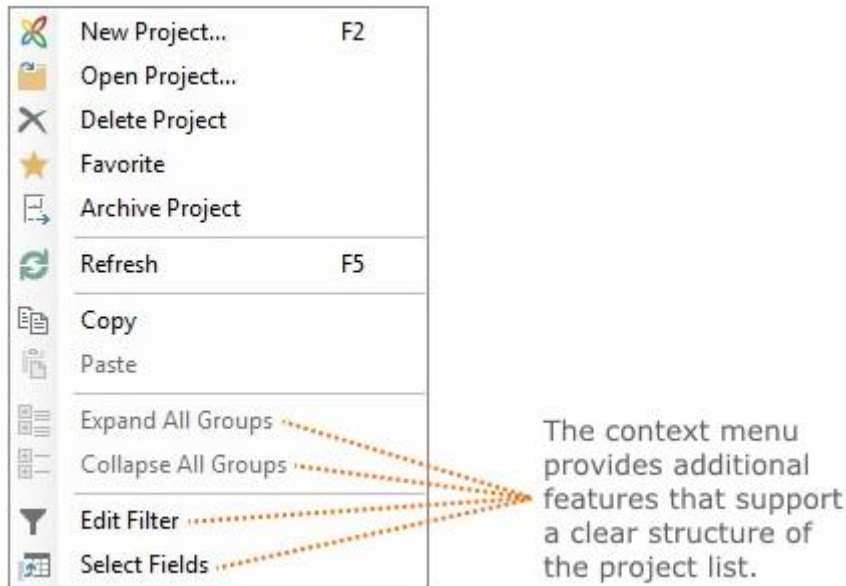 New Project... F2
Open Project...
Delete Project
Favorite
Archive Project
Refresh F5
Copy
Paste
Expand All Groups
Collapse All Groups
Edit Filter
Select Fields
The context menu
provides additional
features that support
a clear structure of
the project list.